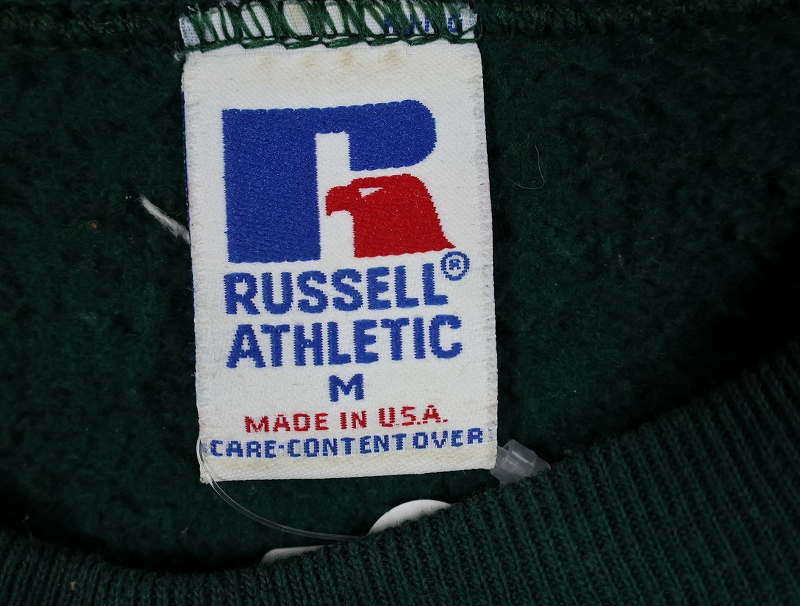 RUSSELL®
ATHLETIC
M
MADE IN U.S.A.
CARE-CONTENT OVER